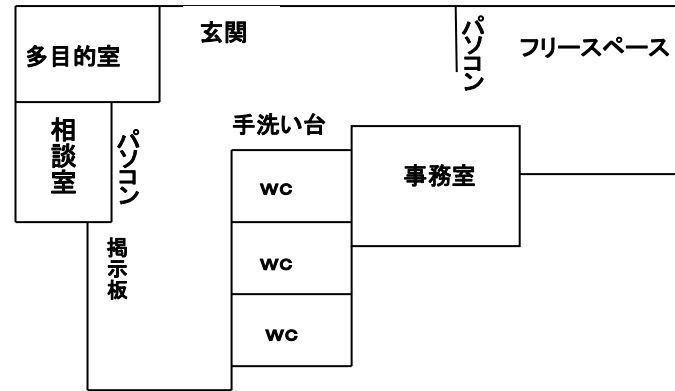 玄関
パソコン
フリースペース
多目的室
手洗い台
相談室
パソコン
事務室
WC
掲示板
WC
WC